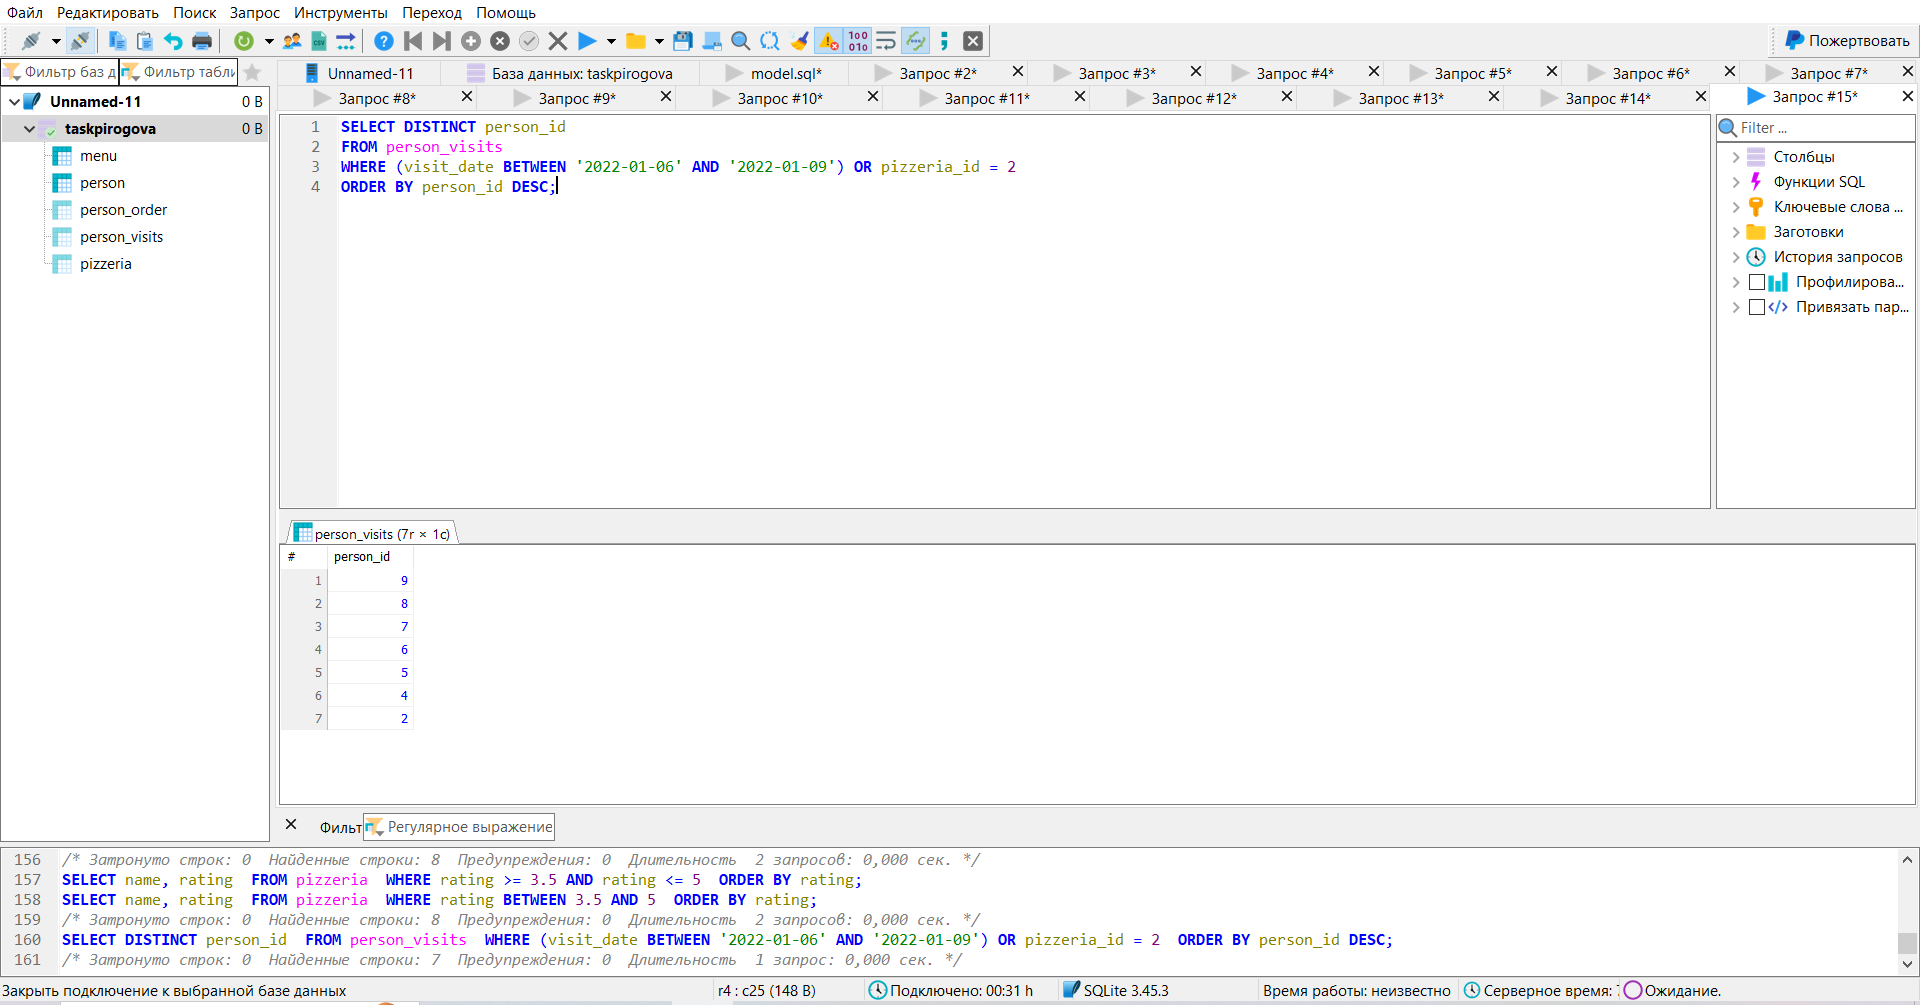 Файл Редактировать Поиск Запрос Инструменты Переход Помощь
Пожертвовать
Фильтр баз д Фильтр табли
Unnamed-11 База данных: taskpirogova model.sql* Запрос #2* Запрос #3* Запрос #4* Запрос #5* Запрос #6* Запрос #7*
Запрос #8* Запрос #9* Запрос #10* Запрос #11* Запрос #12* Запрос #13* Запрос #14* Запрос #15*
Unnamed-11 0 B
taskpirogova 0 B
menu
person
person_order
person_visits
pizzeria
1 SELECT DISTINCT person_id
2 FROM person_visits
3 WHERE (visit_date BETWEEN '2022-01-06' AND '2022-01-09') OR pizzeria_id = 2
4 ORDER BY person_id DESC;
Filter ...
Столбцы
Функции SQL
Ключевые слова ...
Заготовки
История запросов
Профилирова...
Привязать пар...
person_visits (7r × 1c)
# person_id
1 9
2 8
3 7
4 6
5 5
6 4
7 2
Фильт Регулярное выражение
156 /* Затронуто строк: 0 Найденные строки: 8 Предупреждения: 0 Длительность 2 запросов: 0,000 сек. */
157 SELECT name, rating FROM pizzeria WHERE rating >= 3.5 AND rating <= 5 ORDER BY rating;
158 SELECT name, rating FROM pizzeria WHERE rating BETWEEN 3.5 AND 5 ORDER BY rating;
159 /* Затронуто строк: 0 Найденные строки: 8 Предупреждения: 0 Длительность 2 запросов: 0,000 сек. */
160 SELECT DISTINCT person_id FROM person_visits WHERE (visit_date BETWEEN '2022-01-06' AND '2022-01-09') OR pizzeria_id = 2 ORDER BY person_id DESC;
161 /* Затронуто строк: 0 Найденные строки: 7 Предупреждения: 0 Длительность 1 запрос: 0,000 сек. */
Закрыть подключение к выбранной базе данных r4 : c25 (148 B) Подключено: 00:31 h SQLite 3.45.3 Время работы: неизвестно Серверное время: Ожидание.